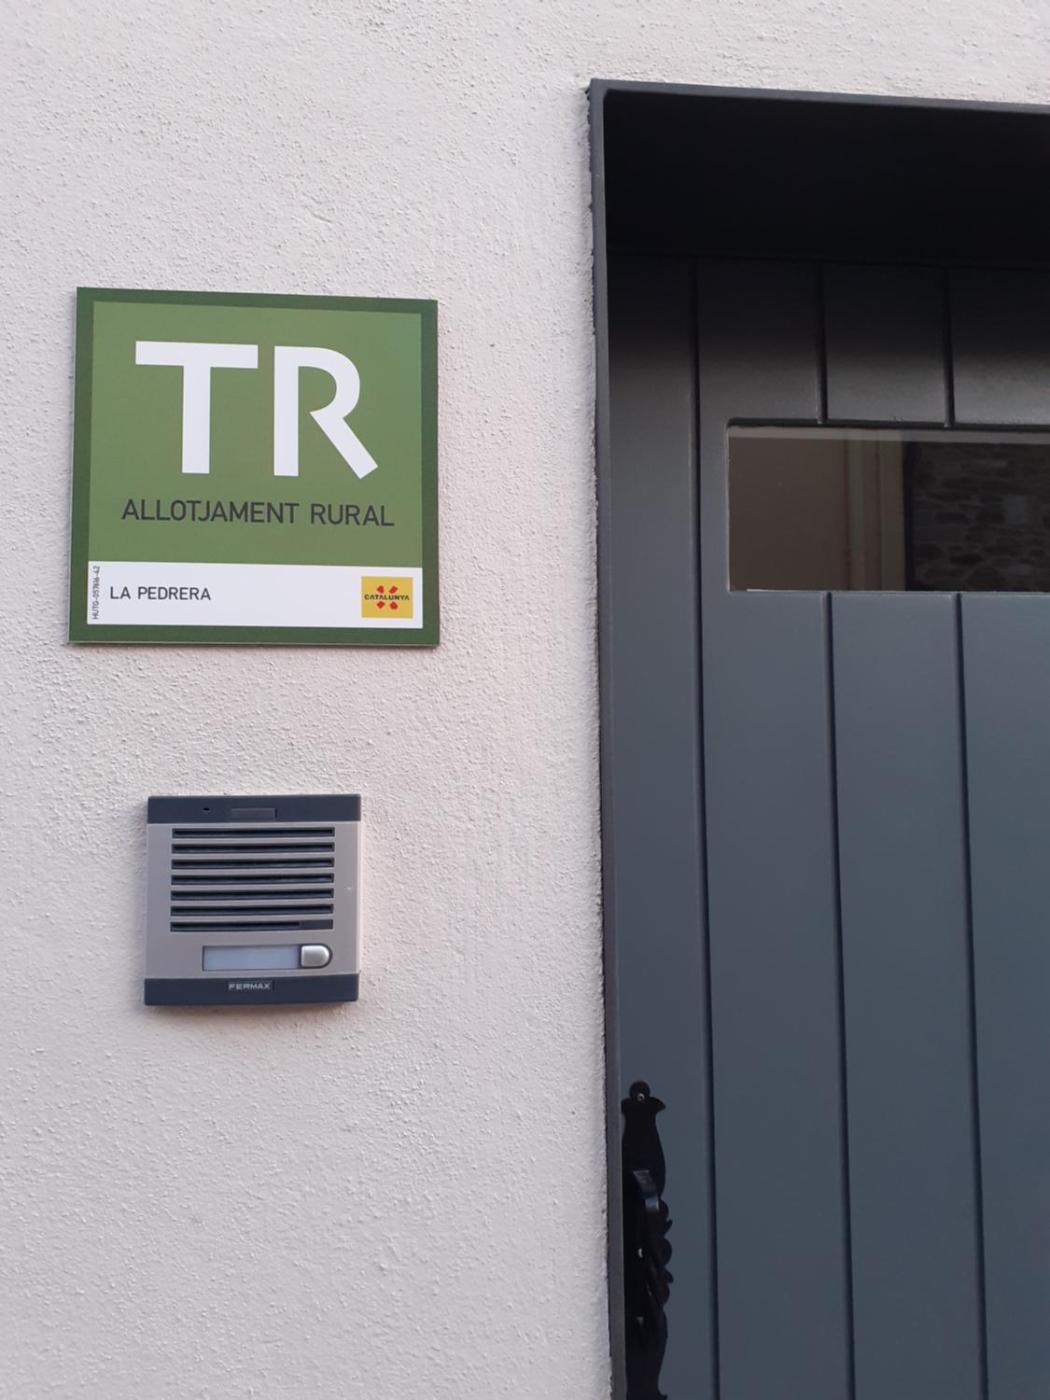 TR
ALLOTJAMENT RURAL
LA PEDRERA
CATALUNYA
FERMAX